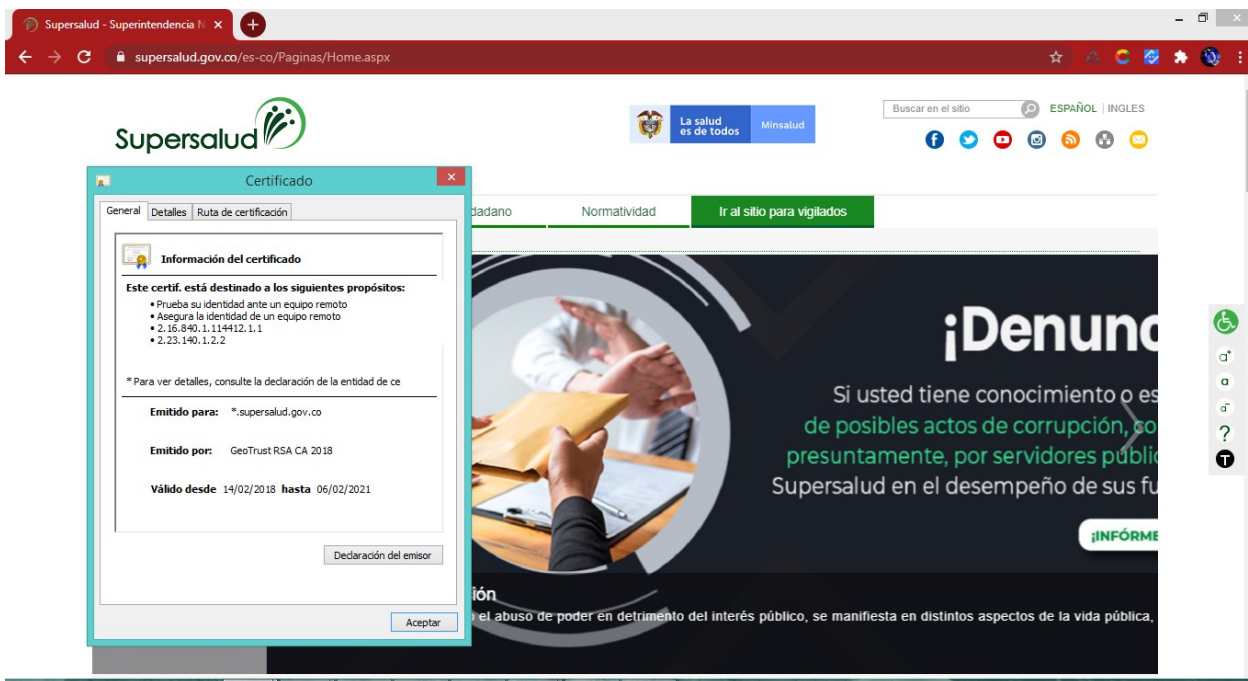 Supersalud - Superintendencia N
supersalud.gov.co/es-co/Paginas/Home.aspx
Supersalud
La salud
es de todos
Minsalud
Buscar en el sitio
ESPAÑOL | INGLES
dadano
Normatividad
Ir al sitio para vigilados
Certificado
General
Detalles
Ruta de certificación
Información del certificado
Este certif. está destinado a los siguientes propósitos:
• Prueba su identidad ante un equipo remoto
• Asegura la identidad de un equipo remoto
• 2.16.840.1.114412.1.1
• 2.23.140.1.2.2
* Para ver detalles, consulte la declaración de la entidad de ce
Emitido para: *.supersalud.gov.co
Emitido por: GeoTrust RSA CA 2018
Válido desde 14/02/2018 hasta 06/02/2021
Declaración del emisor
Aceptar
¡Denunc
Si usted tiene conocimiento o es
de posibles actos de corrupción, co
presuntamente, por servidores públic
Supersalud en el desempeño de sus fu
¡INFÓRME
ión
el abuso de poder en detrimento del interés público, se manifiesta en distintos aspectos de la vida pública,
a+
a
a-
?
T